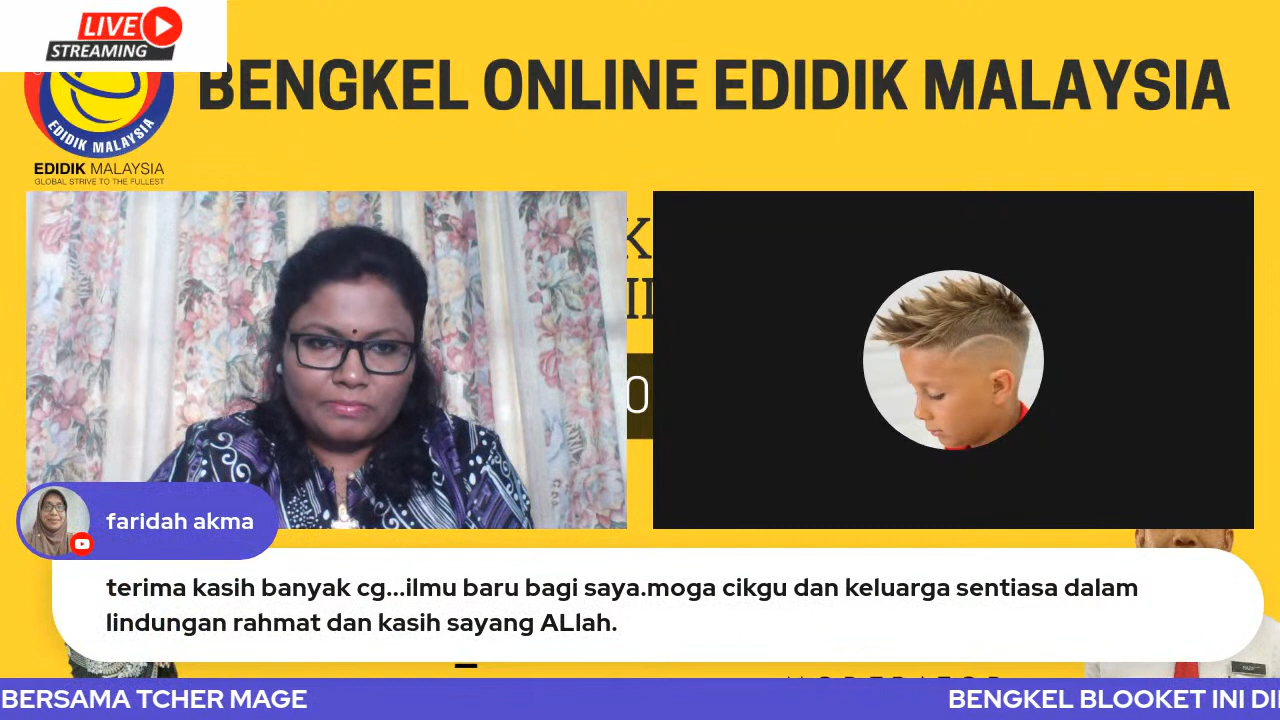 LIVE
STREAMING
BENGKEL ONLINE EDIDIK MALAYSIA
EDIDIK MALAYSIA
EDIDIK MALAYSIA
GLOBAL STRIVE TO THE FULLEST
faridah akma
terima kasih banyak cg...ilmu baru bagi saya.moga cikgu dan keluarga sentiasa dalam
lindungan rahmat dan kasih sayang ALlah.
BERSAMA TCHER MAGE
BENGKEL BLOOKET INI